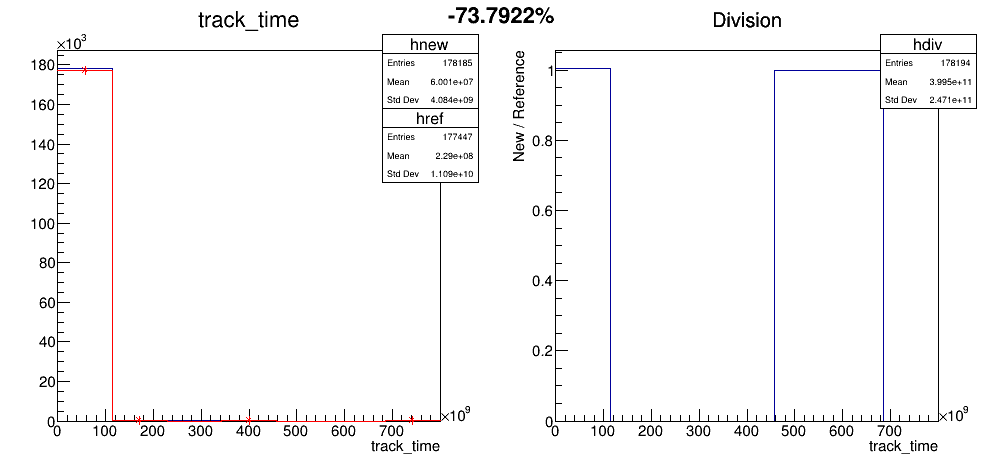 -73.7922%
track_time
×10³
hnew
Entries 178185
Mean 6.001e+07
Std Dev 4.084e+09
href
Entries 177447
Mean 2.29e+08
Std Dev 1.109e+10
180
160
140
120
100
80
60
40
20
0
0 100 200 300 400 500 600 700
×10⁹
track_time
Division
hdiv
Entries 178194
Mean 3.995e+11
Std Dev 2.471e+11
New / Reference
1
0.8
0.6
0.4
0.2
0
0 100 200 300 400 500 600 700
×10⁹
track_time